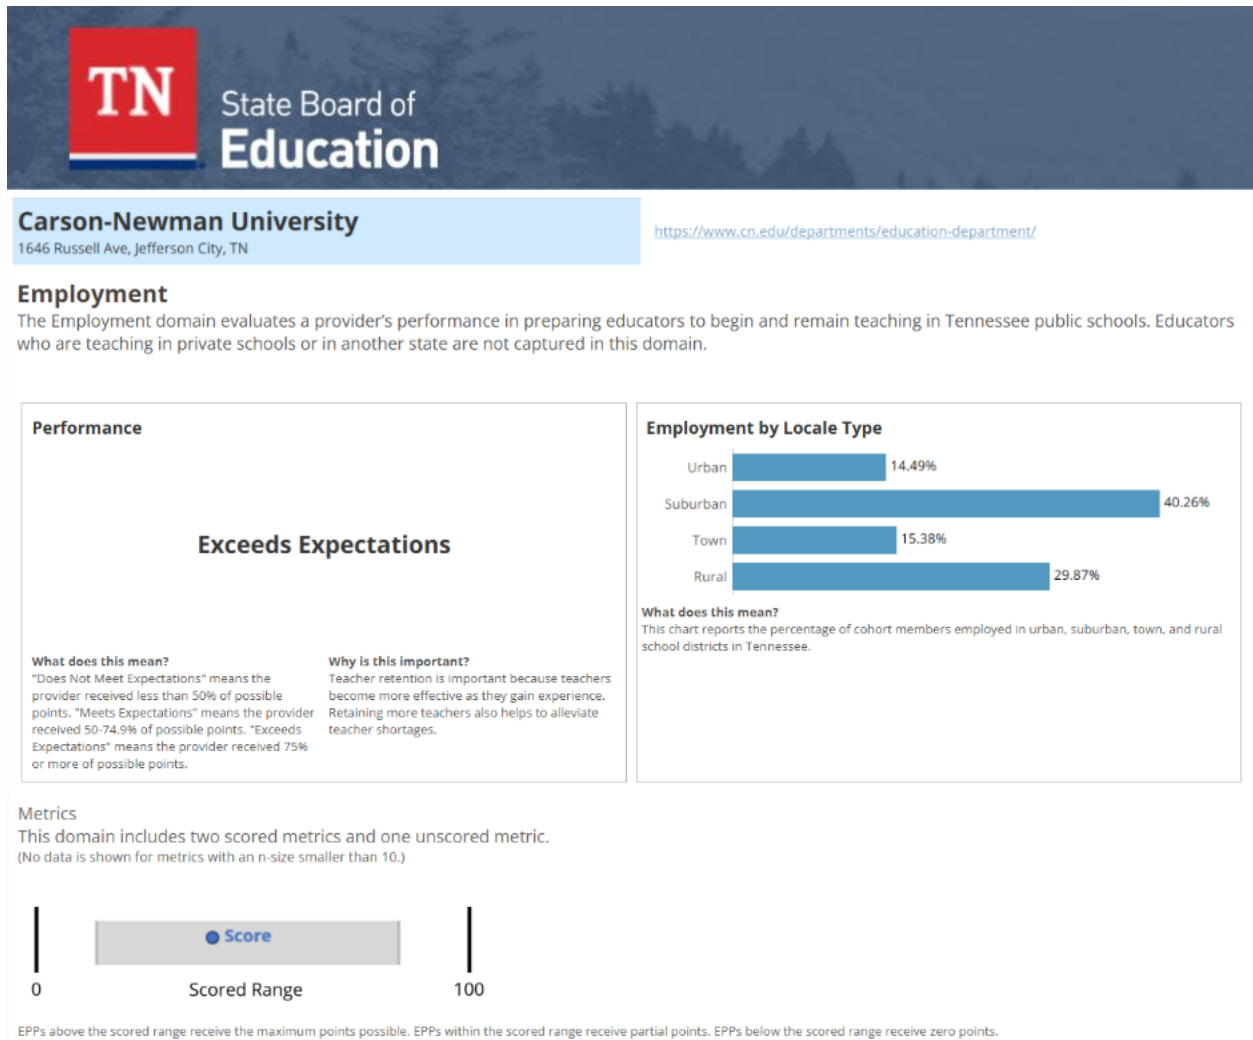 TN
State Board of
Education
Carson-Newman University
1646 Russell Ave, Jefferson City, TN
https://www.cn.edu/departments/education-department/
Employment
The Employment domain evaluates a provider's performance in preparing educators to begin and remain teaching in Tennessee public schools. Educators
who are teaching in private schools or in another state are not captured in this domain.
Performance
Exceeds Expectations
What does this mean?
"Does Not Meet Expectations" means the
provider received less than 50% of possible
points. "Meets Expectations" means the provider
received 50-74.9% of possible points. "Exceeds
Expectations" means the provider received 75%
or more of possible points.
Why is this important?
Teacher retention is important because teachers
become more effective as they gain experience.
Retaining more teachers also helps to alleviate
teacher shortages.
Employment by Locale Type
Urban 14.49%
Suburban 40.26%
Town 15.38%
Rural 29.87%
What does this mean?
This chart reports the percentage of cohort members employed in urban, suburban, town, and rural
school districts in Tennessee.
Metrics
This domain includes two scored metrics and one unscored metric.
(No data is shown for metrics with an n-size smaller than 10.)
Score
0 Scored Range 100
EPPs above the scored range receive the maximum points possible. EPPs within the scored range receive partial points. EPPs below the scored range receive zero points.